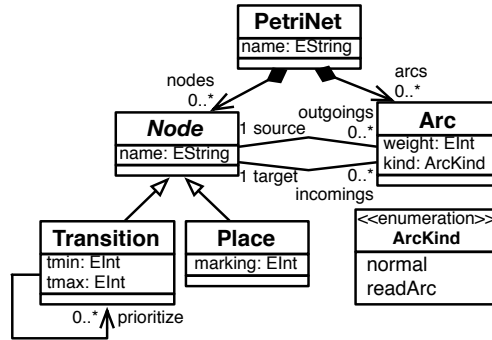 PetriNet
name: EString
nodes
0..*
arcs
0..*
Node
name: EString
1 source
outgoings
0..*
1 target
0..*
incomings
Arc
weight: EInt
kind: ArcKind
Transition
tmin: EInt
tmax: EInt
0..* prioritize
Place
marking: EInt
<<enumeration>>
ArcKind
normal
readArc